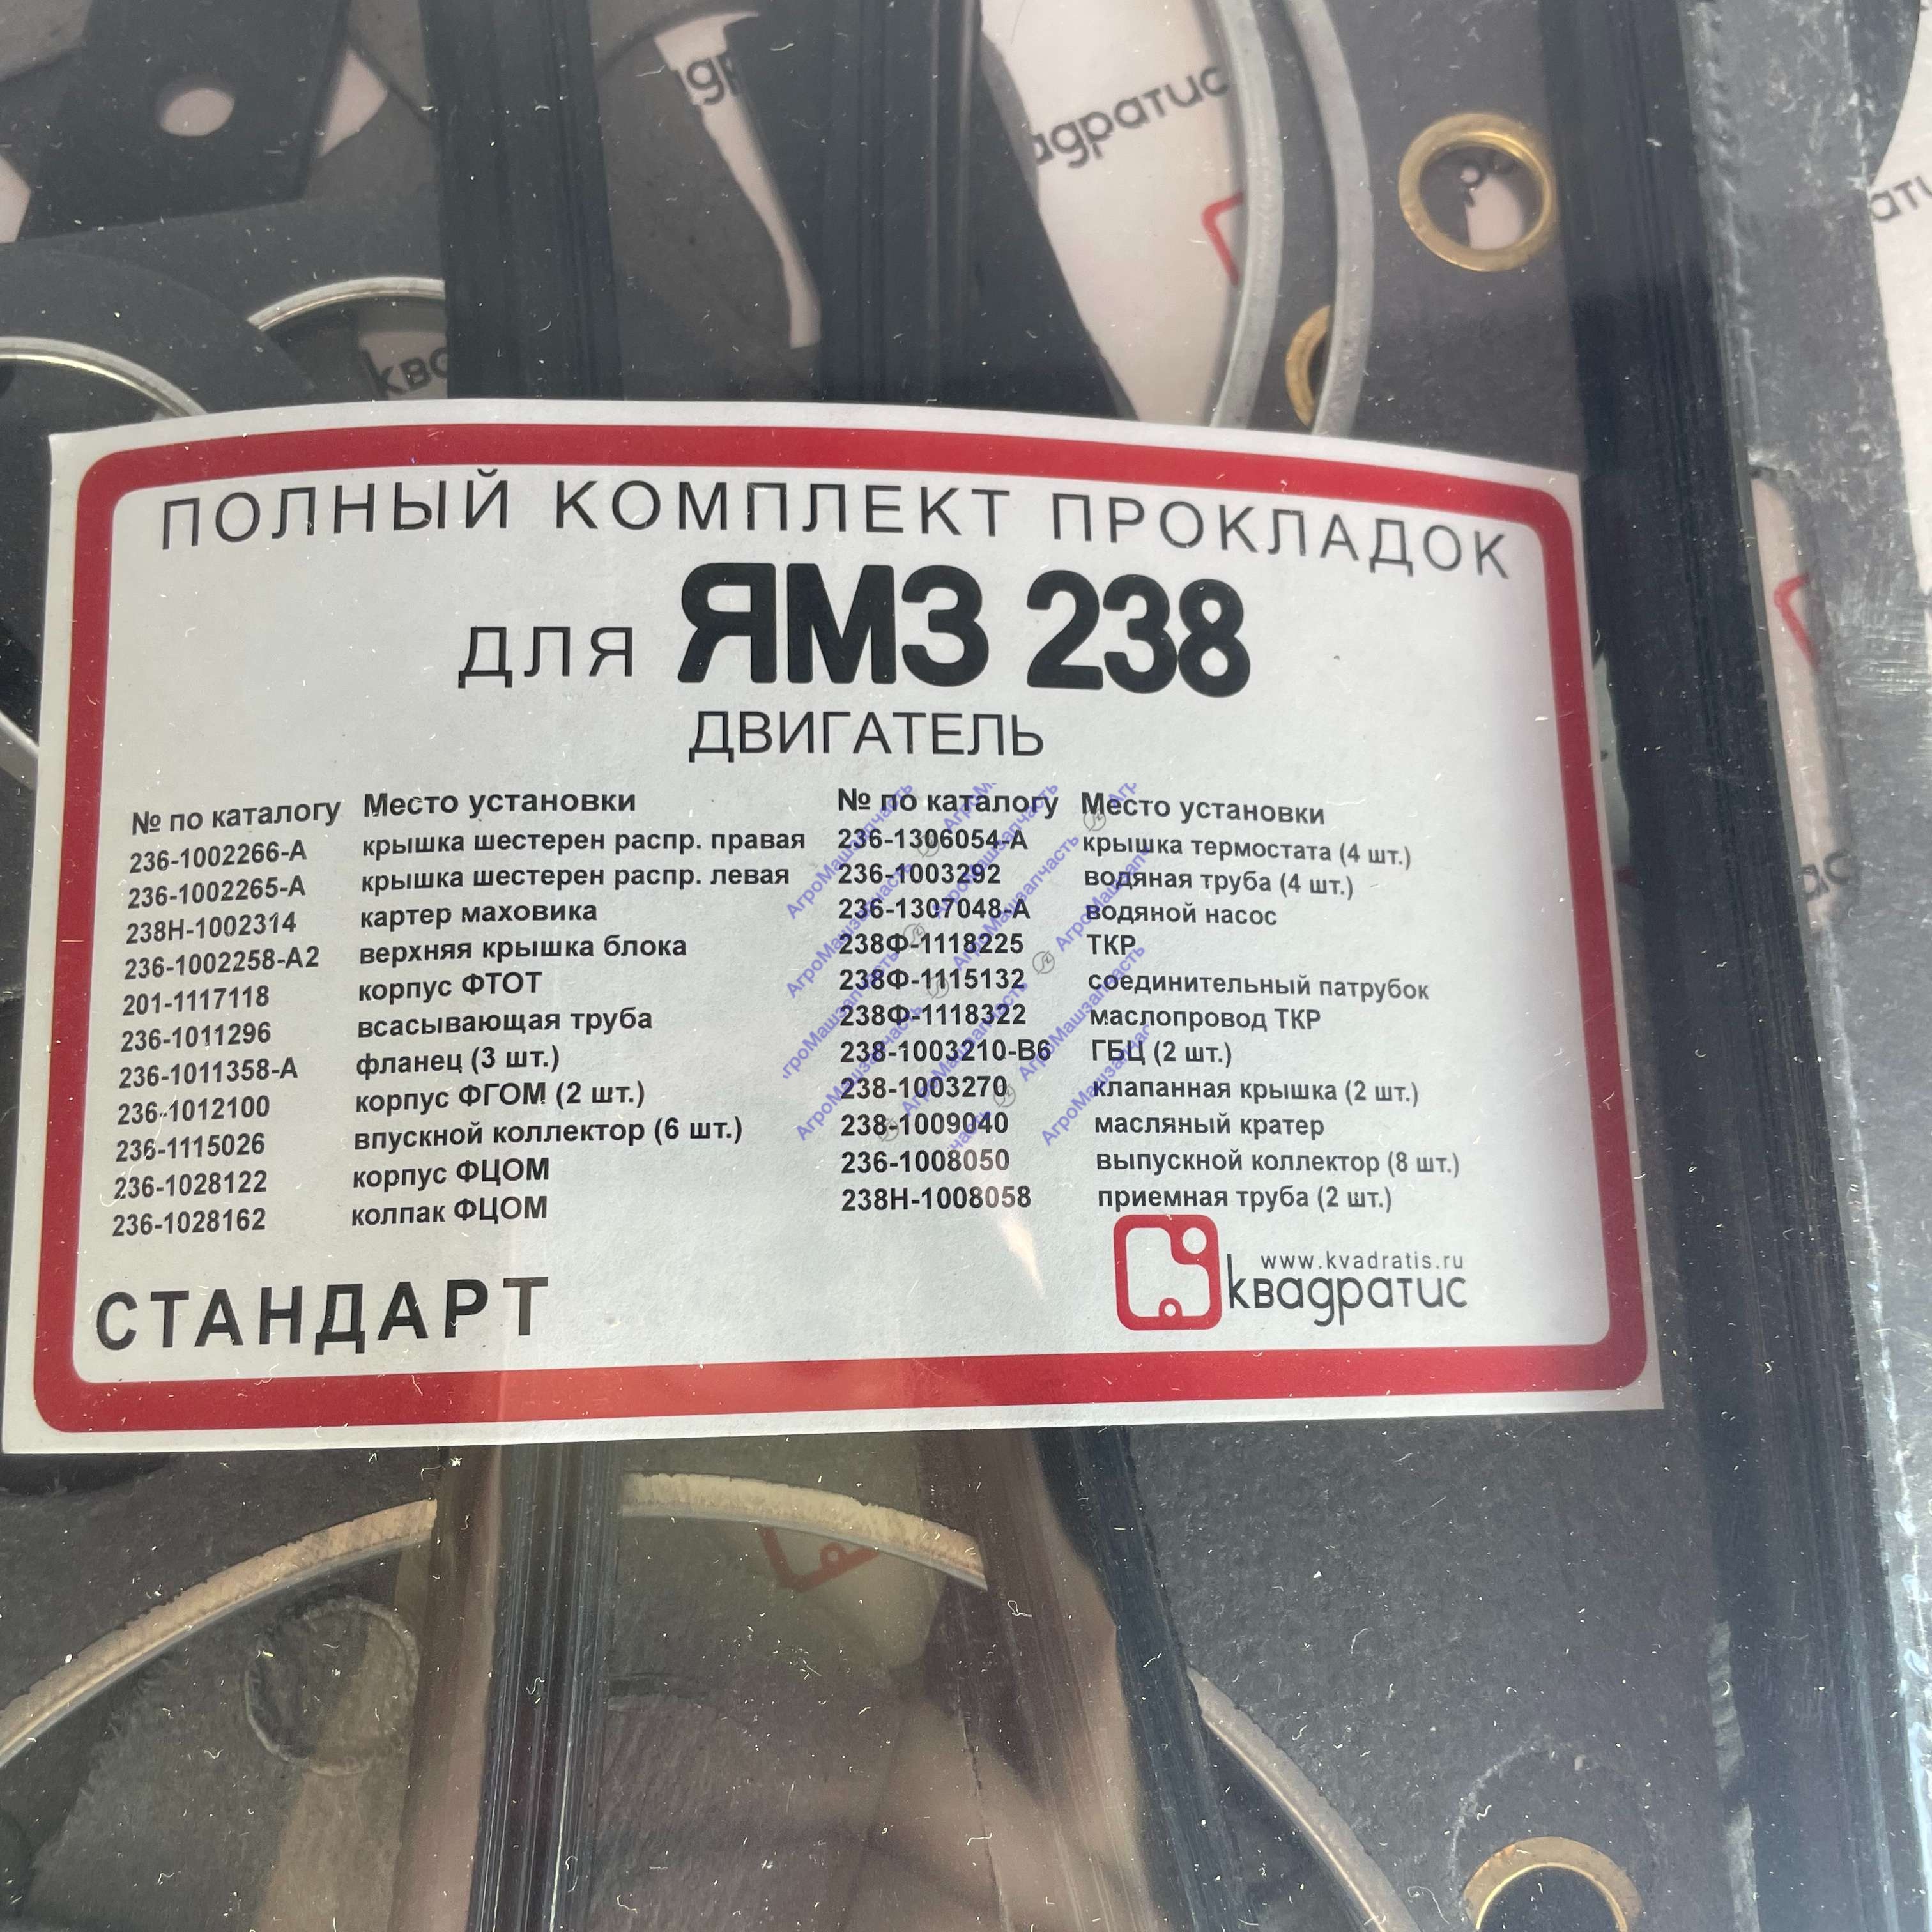 адратис
ква
ПОЛНЫЙ КОМПЛЕКТ ПРОКЛАДОК
для ЯМЗ 238
ДВИГАТЕЛЬ
№ по каталогу Место установки
236-1002266-А крышка шестерен распр. правая
236-1002265-А крышка шестерен распр. левая
238Н-1002314 картер маховика
236-1002258-А2 верхняя крышка блока
201-1117118 корпус ФТОТ
236-1011296 всасывающая труба
236-1011358-А фланец (3 шт.)
236-1012100 корпус ФГОМ (2 шт.)
236-1115026 впускной коллектор (6 шт.)
236-1028122 корпус ФЦОМ
236-1028162 колпак ФЦОМ
№ по каталогу Место установки
236-1306054-А крышка термостата (4 шт.)
236-1003292 водяная труба (4 шт.)
236-1307048-А водяной насос
238Ф-1118225 ТКР
238Ф-1115132 соединительный патрубок
238Ф-1118322 маслопровод ТКР
238-1003210-В6 ГБЦ (2 шт.)
238-1003270 клапанная крышка (2 шт.)
238-1009040 масляный кратер
236-1008050 выпускной коллектор (8 шт.)
238Н-1008058 приемная труба (2 шт.)
СТАНДАРТ
www.kvadratis.ru
квадратис
АгроМашзапчасть